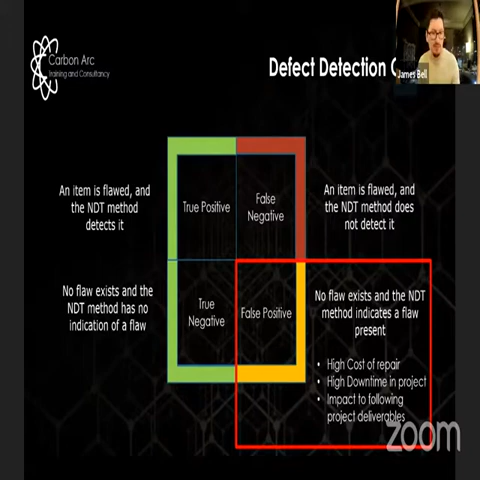 Carbon Arc
Training and Consultancy
Defect Detection
James Bell
An item is flawed, and
the NDT method
detects it
True Positive
False
Negative
An item is flawed, and
the NDT method does
not detect it
No flaw exists and the
NDT method has no
indication of a flaw
True
Negative
False Positive
No flaw exists and the NDT
method indicates a flaw
present
• High Cost of repair
• High Downtime in project
• Impact to following
project deliverables
zoom